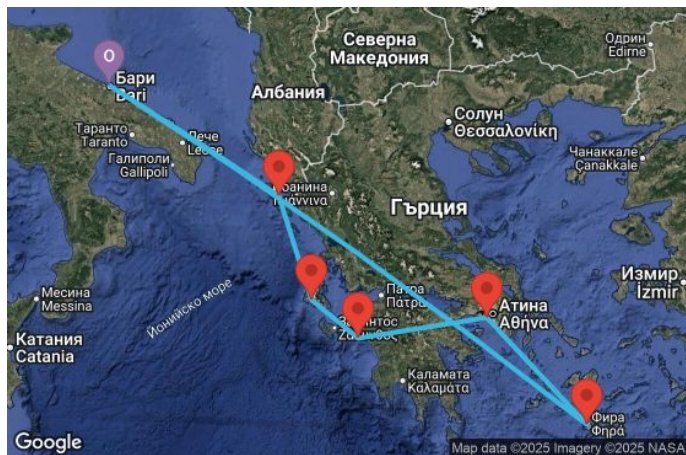 Северна
Македония
Одрин
Edirne
0
Бари
Bari
Албания
Солун
Θεσσαλονίκη
Таранто
Taranto
Лече
Lecce
Галиполи
Gallipoli
Чанаккале
Çanakkale
Ιωάννινα
Гърция
Измир
İzmir
Месина
Messina
Йонийско море
Патра
Πάτρα
Атина
Αθήνα
Катания
Catania
Каламата
Καλαμάτα
Фира
Φηρά
Google
Map data ©2025 Imagery ©2025 NASA